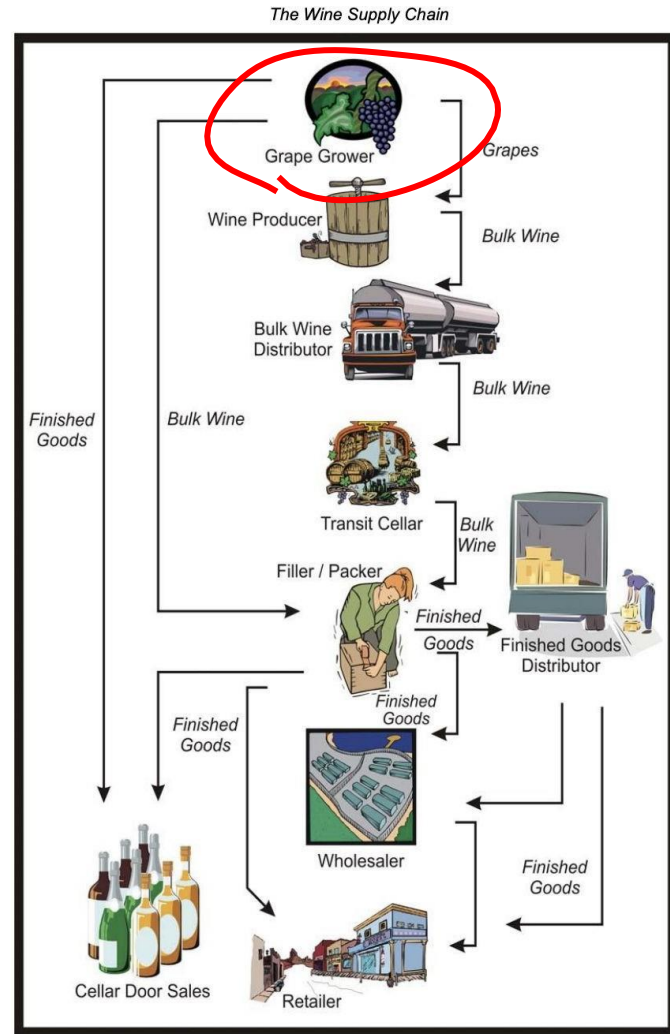 The Wine Supply Chain
Grape Grower
Grapes
Wine Producer
Bulk Wine
Bulk Wine
Distributor
Bulk Wine
Finished
Goods
Bulk Wine
Transit Cellar
Bulk
Wine
Filler / Packer
Finished
Goods
Finished Goods
Distributor
Finished
Goods
Finished
Goods
Wholesaler
Finished
Goods
Cellar Door Sales
Retailer